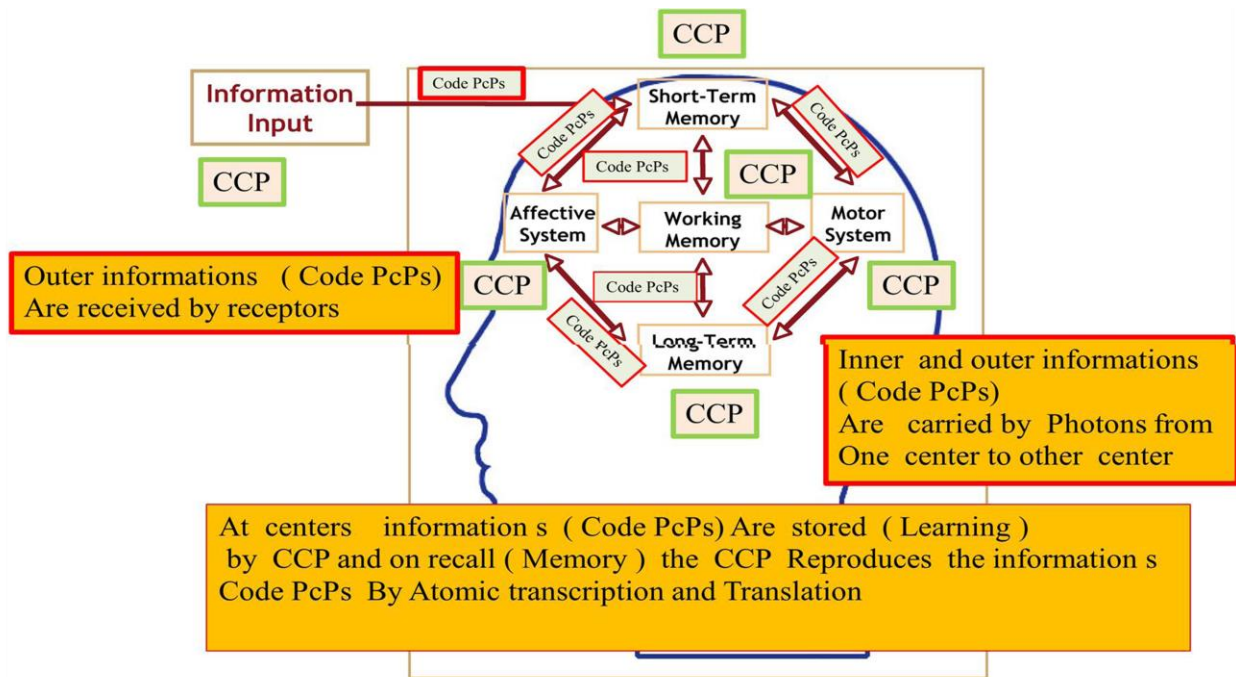 CCP
Code PcPs
Information
Input
Short-Term
Memory
Code PcPs
Code PcPs
Code PcPs
CCP
CCP
Affective
System
Working
Memory
Motor
System
Outer informations ( Code PcPs)
Are received by receptors
CCP
Code PcPs
Code PcPs
CCP
Code PcPs
Long-Term
Memory
CCP
Inner and outer informations
( Code PcPs)
Are carried by Photons from
One center to other center
At centers information s ( Code PcPs) Are stored ( Learning )
by CCP and on recall ( Memory ) the CCP Reproduces the information s
Code PcPs By Atomic transcription and Translation